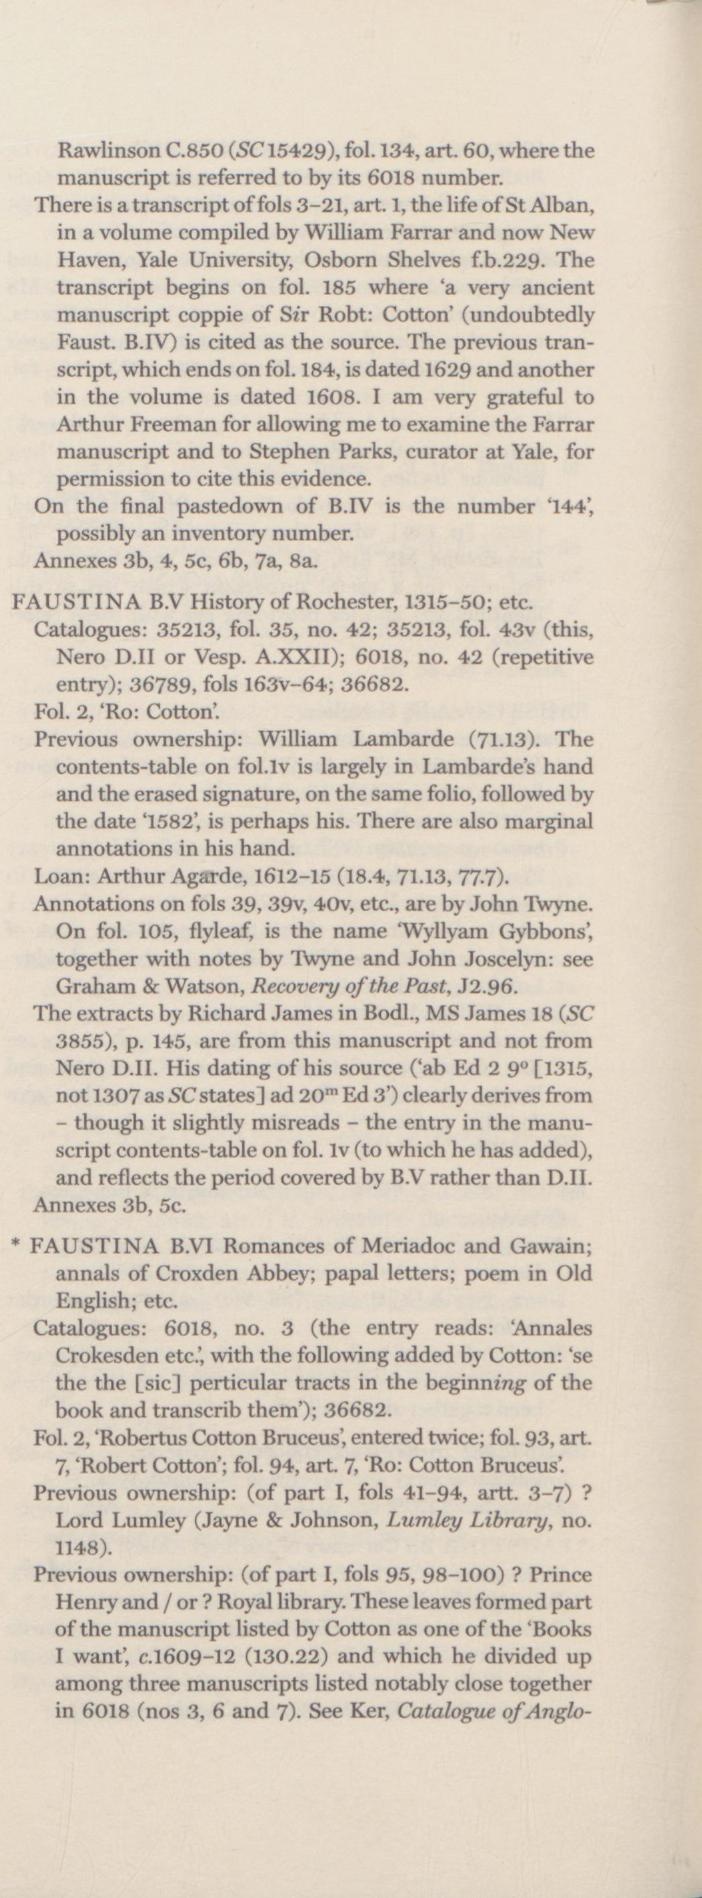 Rawlinson C.850 (SC 15429), fol. 134, art. 60, where the
manuscript is referred to by its 6018 number.
There is a transcript of fols 3–21, art. 1, the life of St Alban,
in a volume compiled by William Farrar and now New
Haven, Yale University, Osborn Shelves f.b.229. The
transcript begins on fol. 185 where ‘a very ancient
manuscript coppie of Sir Robt: Cotton’ (undoubtedly
Faust. B.IV) is cited as the source. The previous tran-
script, which ends on fol. 184, is dated 1629 and another
in the volume is dated 1608. I am very grateful to
Arthur Freeman for allowing me to examine the Farrar
manuscript and to Stephen Parks, curator at Yale, for
permission to cite this evidence.
On the final pastedown of B.IV is the number ‘144’,
possibly an inventory number.
Annexes 3b, 4, 5c, 6b, 7a, 8a.
FAUSTINA B.V History of Rochester, 1315–50; etc.
Catalogues: 35213, fol. 35, no. 42; 35213, fol. 43v (this,
Nero D.II or Vesp. A.XXII); 6018, no. 42 (repetitive
entry); 36789, fols 163v–64; 36682.
Fol. 2, ‘Ro: Cotton’.
Previous ownership: William Lambarde (71.13). The
contents-table on fol.1v is largely in Lambarde’s hand
and the erased signature, on the same folio, followed by
the date ‘1582’, is perhaps his. There are also marginal
annotations in his hand.
Loan: Arthur Agarde, 1612–15 (18.4, 71.13, 77.7).
Annotations on fols 39, 39v, 40v, etc., are by John Twyne.
On fol. 105, flyleaf, is the name ‘Wyllyam Gybbons’,
together with notes by Twyne and John Joscelyn: see
Graham & Watson, Recovery of the Past, J2.96.
The extracts by Richard James in Bodl., MS James 18 (SC
3855), p. 145, are from this manuscript and not from
Nero D.II. His dating of his source (‘ab Ed 2 9º [1315,
not 1307 as SC states] ad 20ᵐ Ed 3’) clearly derives from
– though it slightly misreads – the entry in the manu-
script contents-table on fol. 1v (to which he has added),
and reflects the period covered by B.V rather than D.II.
Annexes 3b, 5c.
* FAUSTINA B.VI Romances of Meriadoc and Gawain;
annals of Croxden Abbey; papal letters; poem in Old
English; etc.
Catalogues: 6018, no. 3 (the entry reads: ‘Annales
Crokesden etc.’, with the following added by Cotton: ‘se
the the [sic] perticular tracts in the beginning of the
book and transcrib them’); 36682.
Fol. 2, ‘Robertus Cotton Bruceus’, entered twice; fol. 93, art.
7, ‘Robert Cotton’; fol. 94, art. 7, ‘Ro: Cotton Bruceus’.
Previous ownership: (of part I, fols 41–94, artt. 3–7) ?
Lord Lumley (Jayne & Johnson, Lumley Library, no.
1148).
Previous ownership: (of part I, fols 95, 98–100) ? Prince
Henry and / or ? Royal library. These leaves formed part
of the manuscript listed by Cotton as one of the ‘Books
I want’, c.1609–12 (130.22) and which he divided up
among three manuscripts listed notably close together
in 6018 (nos 3, 6 and 7). See Ker, Catalogue of Anglo-